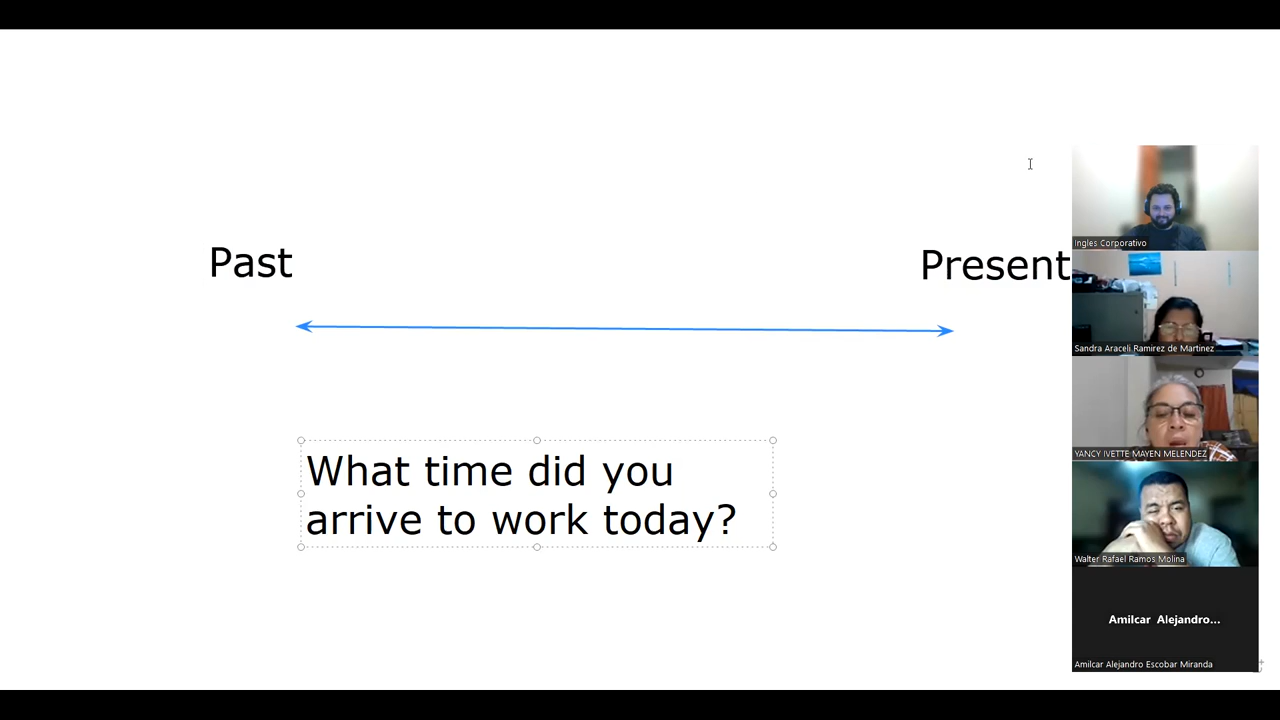 Past
Present
What time did you
arrive to work today?
Ingles Corporativo
Sandra Araceli Ramirez de Martinez
YANCY IVETTE MAYEN MELENDEZ
Walter Rafael Ramos Molina
Amilcar Alejandro...
Amilcar Alejandro Escobar Miranda